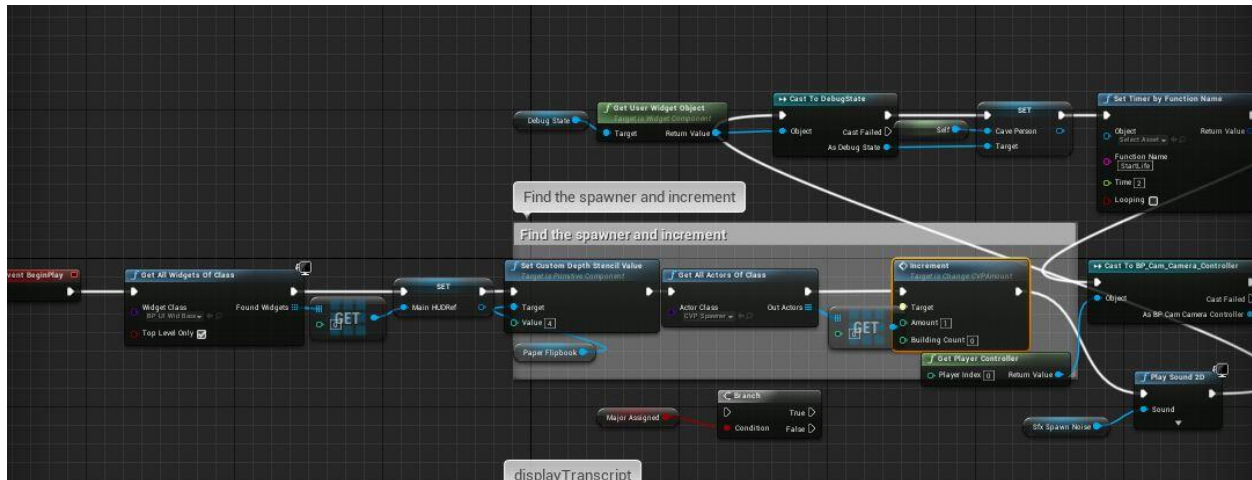 Debug State
Get User Widget Object
Target is Widget Component
Target
Return Value
Cast To DebugState
Object
Cast Failed
As Debug State
Self
SET
Cave Person
Target
Set Timer by Function Name
Object
Select Asset
Return Value
Function Name
StartLife
Time 2
Looping
Find the spawner and increment
Find the spawner and increment
vent BeginPlay
Get All Widgets Of Class
Widget Class
BP UI Wid Base
Found Widgets
Top Level Only
GET
0
SET
Main HUDRef
Set Custom Depth Stencil Value
Target is Primitive Component
Target
Value 4
Paper Flipbook
Get All Actors Of Class
Actor Class
CVP Spawner
Out Actors
GET
0
Increment
Target is Change CVPAmount
Target
Amount 1
Building Count 0
Get Player Controller
Player Index 0
Return Value
Cast To BP_Cam_Camera_Controller
Object
Cast Failed
As BP Cam Camera Controller
Play Sound 2D
Sound
Sfx Spawn Noise
Major Assigned
Branch
True
Condition
False
displayTranscript